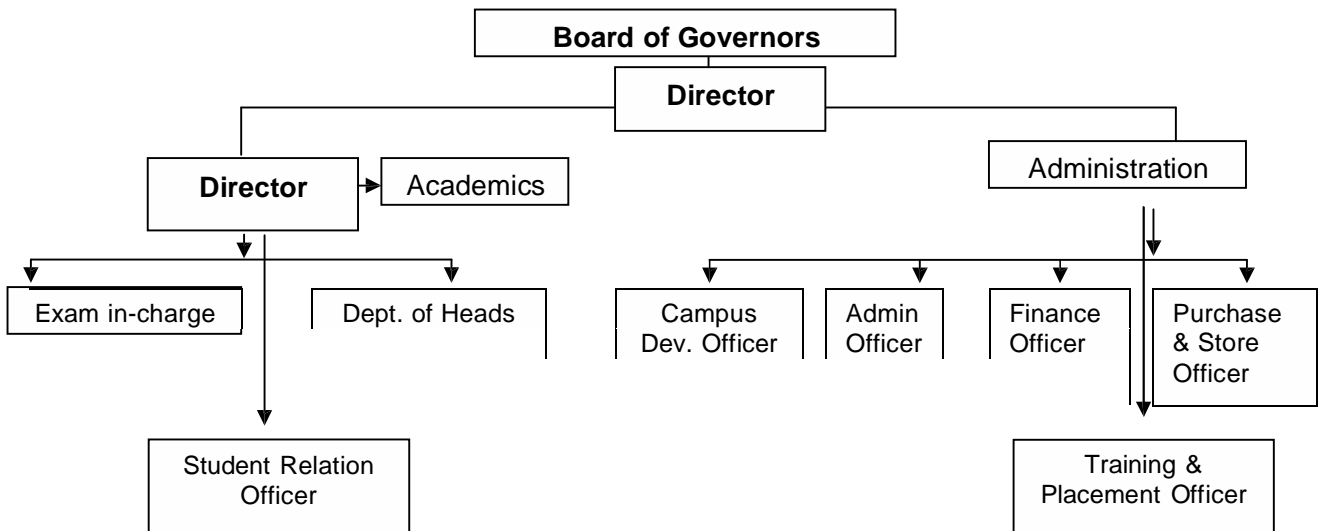 Board of Governors
Director
Director
Academics
Administration
Exam in-charge
Dept. of Heads
Campus
Dev. Officer
Admin
Officer
Finance
Officer
Purchase
& Store
Officer
Student Relation
Officer
Training &
Placement Officer